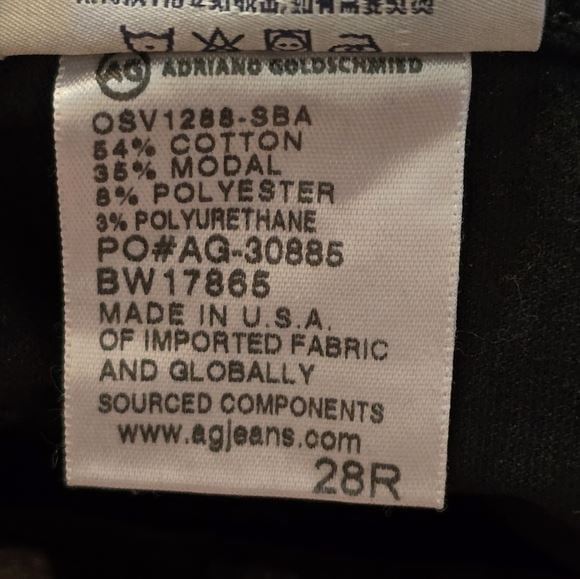 AG ADRIANO GOLDSCHMIED
OSV1288-SBA
54% COTTON
35% MODAL
8% POLYESTER
3% POLYURETHANE
PO#AG-30885
BW17865
MADE IN U.S.A.
OF IMPORTED FABRIC
AND GLOBALLY
SOURCED COMPONENTS
www.agjeans.com
28R